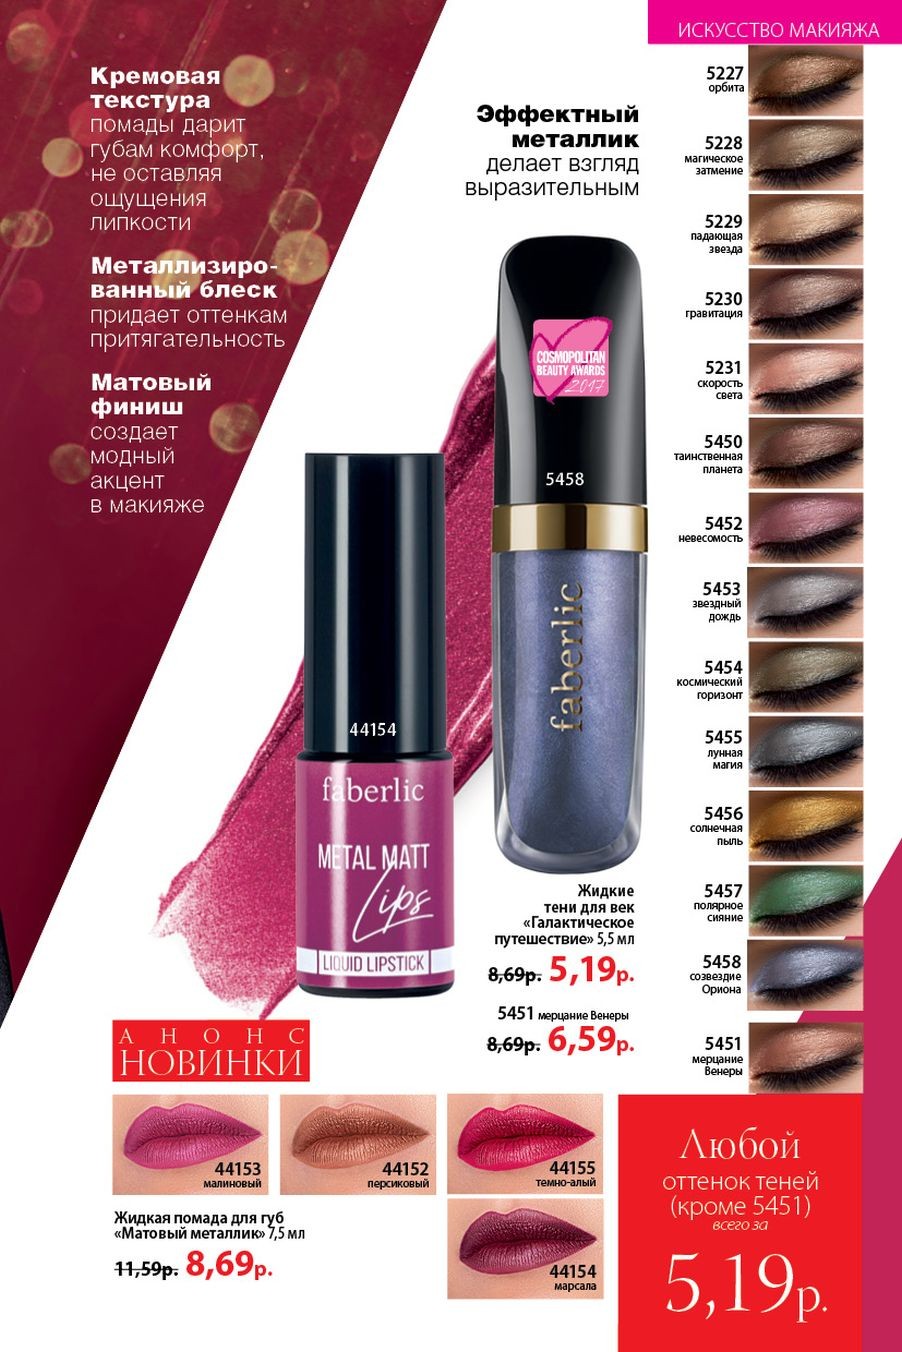 ИСКУССТВО МАКИЯЖА
Кремовая
текстура
помады дарит
губам комфорт,
не оставляя
ощущения
липкости
Металлизиро-
ванный блеск
придает оттенкам
притягательность
Матовый
финиш
создает
модный
акцент
в макияже
Эффектный
металлик
делает взгляд
выразительным
COSMOPOLITAN
BEAUTY AWARDS
2017
5458
faberlic
44154
faberlic
METAL MATT
Lips
LIQUID LIPSTICK
5227
орбита
5228
магическое
затмение
5229
падающая
звезда
5230
гравитация
5231
скорость
света
5450
таинственная
планета
5452
невесомость
5453
звездный
дождь
5454
космический
горизонт
5455
лунная
магия
5456
солнечная
пыль
5457
полярное
сияние
5458
созвездие
Ориона
5451
мерцание
Венеры
Жидкие
тени для век
«Галактическое
путешествие» 5,5 мл
8,69р. 5,19р.
5451 мерцание Венеры
8,69р. 6,59р.
АНОНС
НОВИНКИ
44153
малиновый
44152
персиковый
44155
темно-алый
44154
марсала
Жидкая помада для губ
«Матовый металлик» 7,5 мл
11,59р. 8,69р.
Любой
оттенок теней
(кроме 5451)
всего за
5,19р.